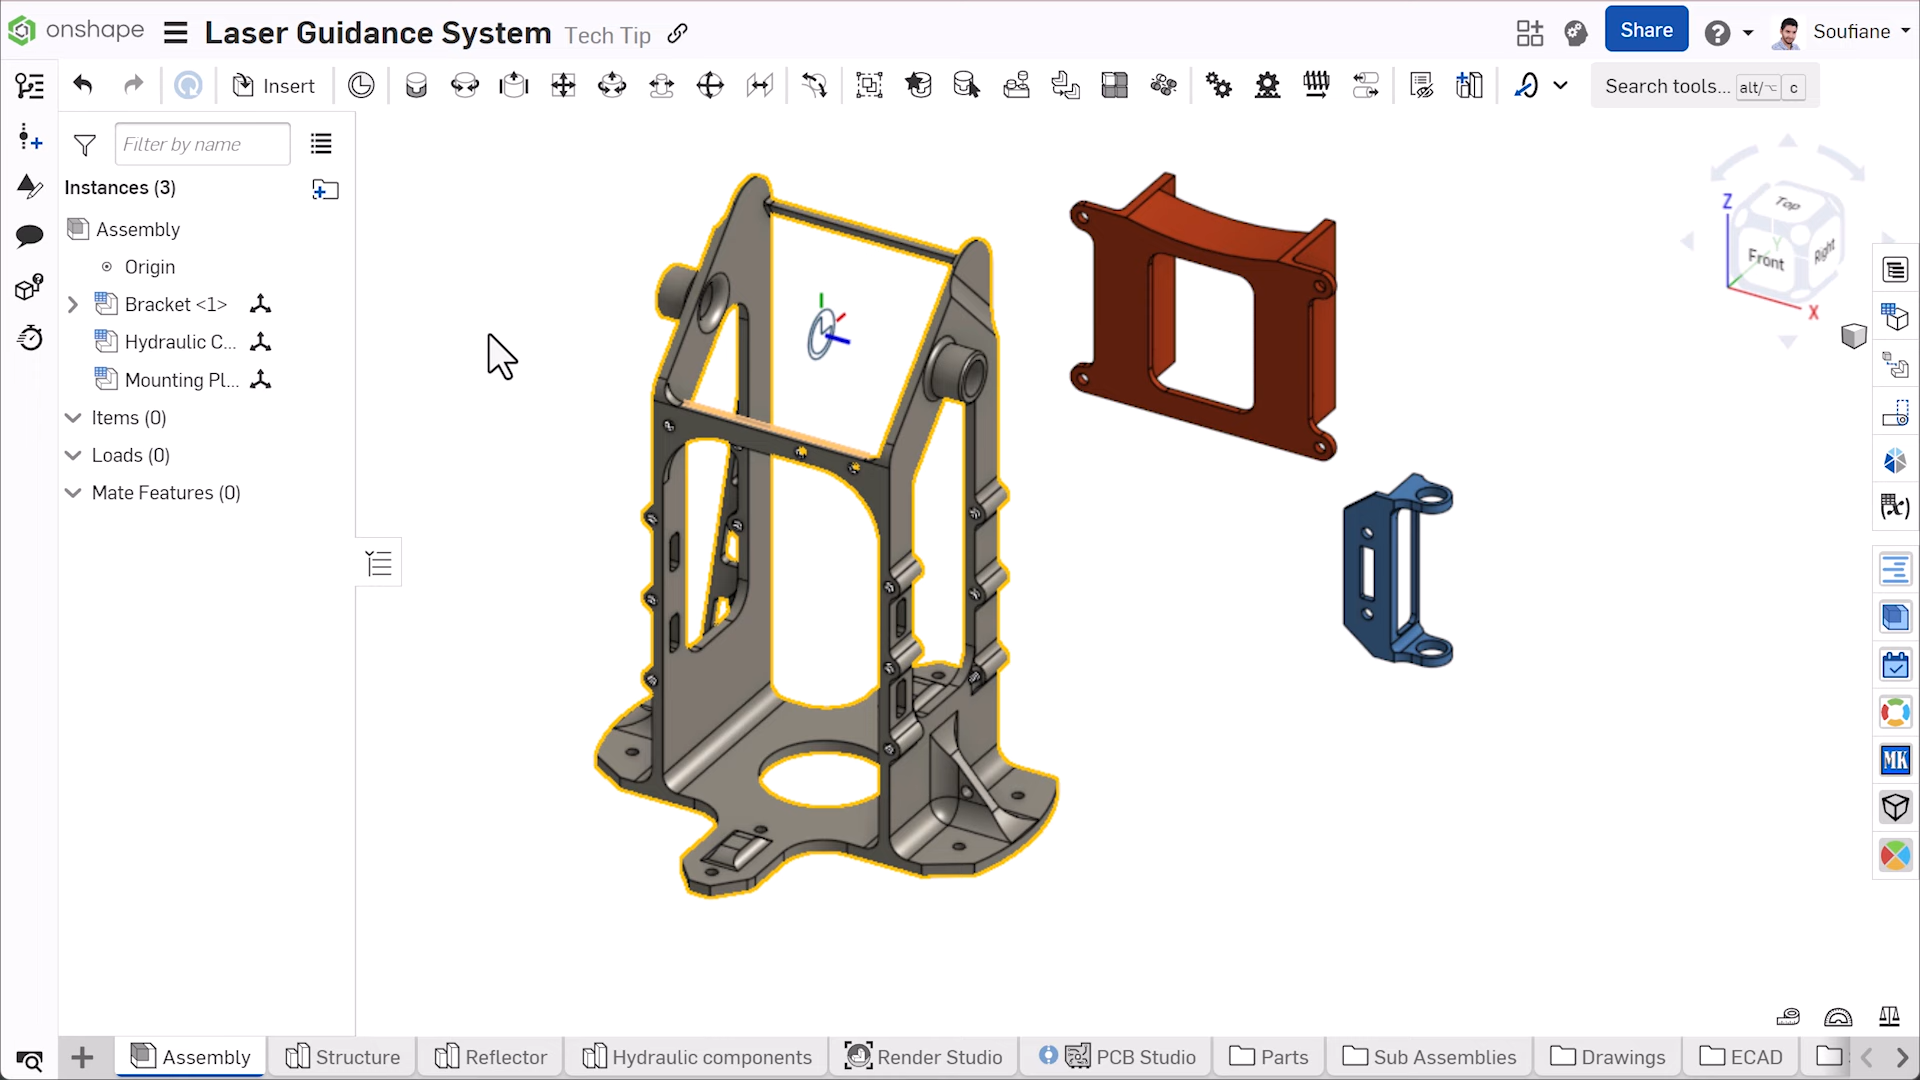 onshape Laser Guidance System Tech Tip Share Soufiane
Insert Search tools... alt/⌥ c
Filter by name
Instances (3)
Assembly
Origin
Bracket <1>
Hydraulic C...
Mounting Pl...
Items (0)
Loads (0)
Mate Features (0)
Z Top
Front Y Right
X
(x)
MK
Assembly Structure Reflector Hydraulic components Render Studio PCB Studio Parts Sub Assemblies Drawings ECAD